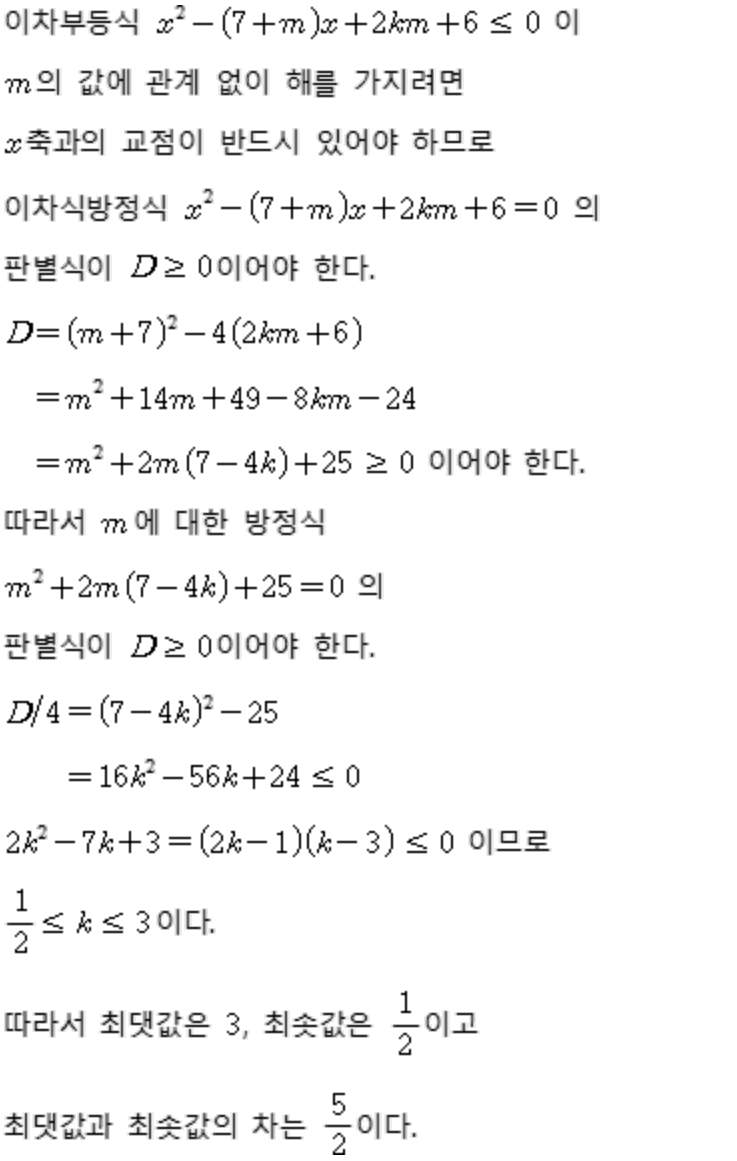 이차부등식 x² − (7+m)x + 2km + 6 ≤ 0 이
m의 값에 관계 없이 해를 가지려면
x축과의 교점이 반드시 있어야 하므로
이차식방정식 x² − (7+m)x + 2km + 6 = 0 의
판별식이 D ≥ 0이어야 한다.
D = (m+7)² − 4(2km+6)
= m² + 14m + 49 − 8km − 24
= m² + 2m(7−4k) + 25 ≥ 0 이어야 한다.
따라서 m에 대한 방정식
m² + 2m(7−4k) + 25 = 0 의
판별식이 D ≥ 0이어야 한다.
D/4 = (7−4k)² − 25
= 16k² − 56k + 24 ≤ 0
2k² − 7k + 3 = (2k−1)(k−3) ≤ 0 이므로
1/2 ≤ k ≤ 3이다.
따라서 최댓값은 3, 최솟값은 1/2이고
최댓값과 최솟값의 차는 5/2이다.